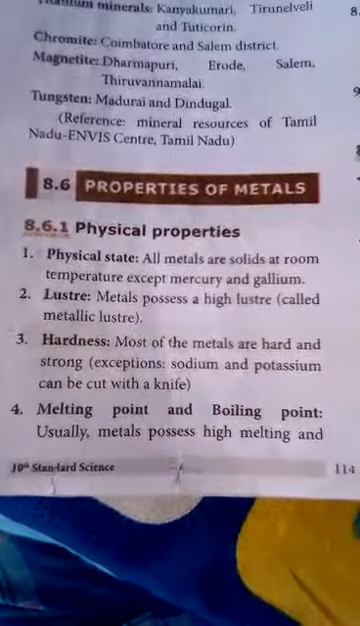 minerals: Kanyakumari, Tirunelveli
and Tuticorin.
Chromite: Coimbatore and Salem district.
Magnetite: Dharmapuri, Erode, Salem,
Thiruvannamalai.
Tungsten: Madurai and Dindugal.
(Reference: mineral resources of Tamil
Nadu-ENVIS Centre, Tamil Nadu)
8.6 PROPERTIES OF METALS
8.6.1 Physical properties
1. Physical state: All metals are solids at room
temperature except mercury and gallium.
2. Lustre: Metals possess a high lustre (called
metallic lustre).
3. Hardness: Most of the metals are hard and
strong (exceptions: sodium and potassium
can be cut with a knife)
4. Melting point and Boiling point:
Usually, metals possess high melting and
10th Standard Science
114
8.
9